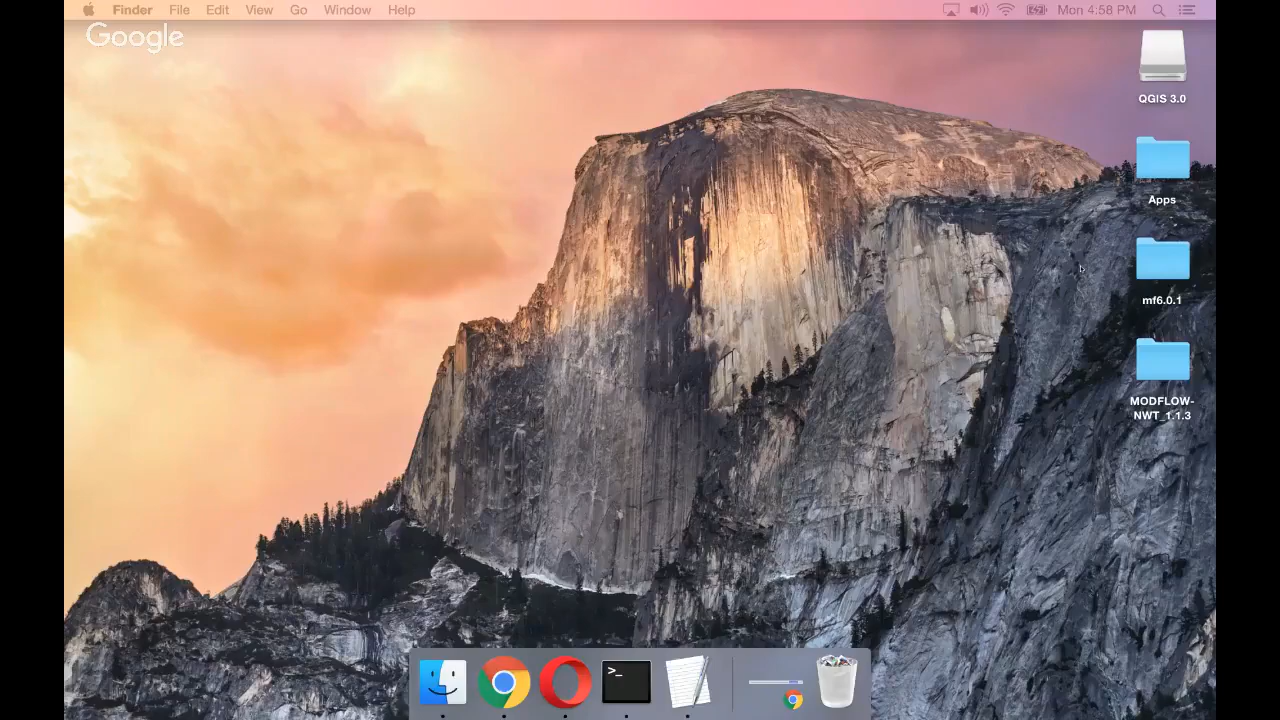 Finder File Edit View Go Window Help Mon 4:58 PM
Google
QGIS 3.0
Apps
mf6.0.1
MODFLOW-
NWT_1.1.3
>_